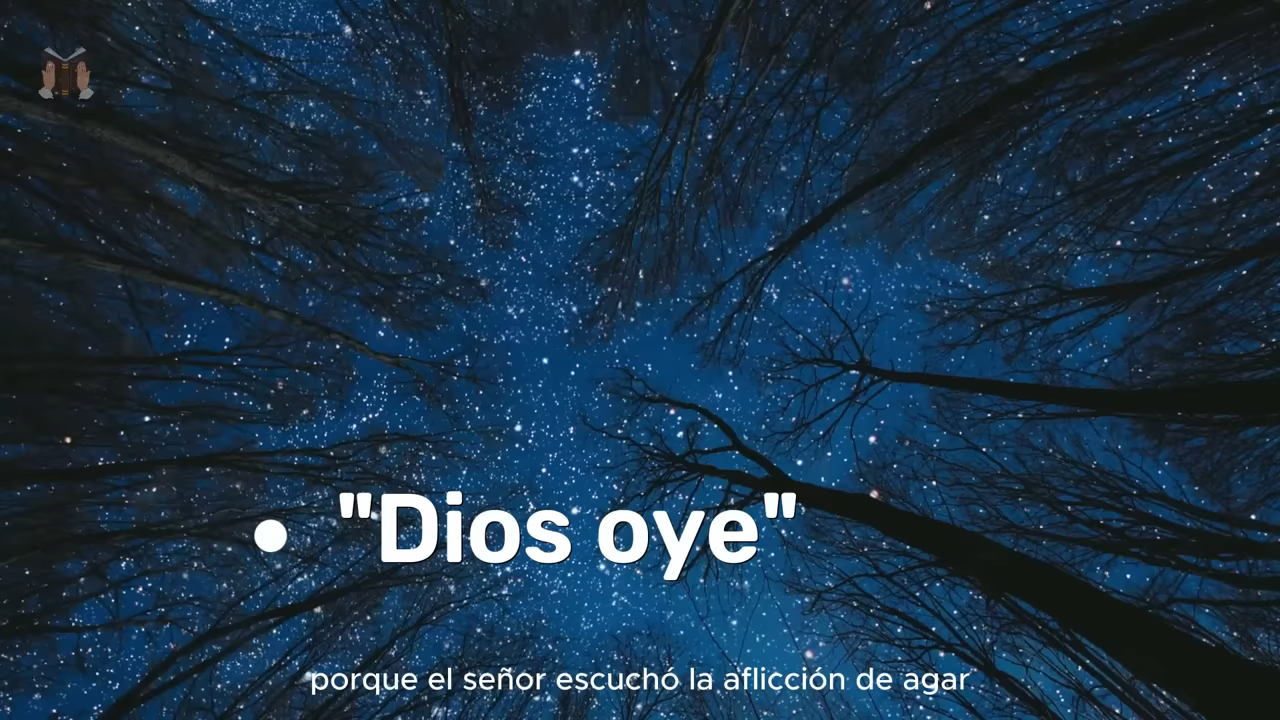 • "Dios oye"
porque el señor escuchó la aflicción de agar